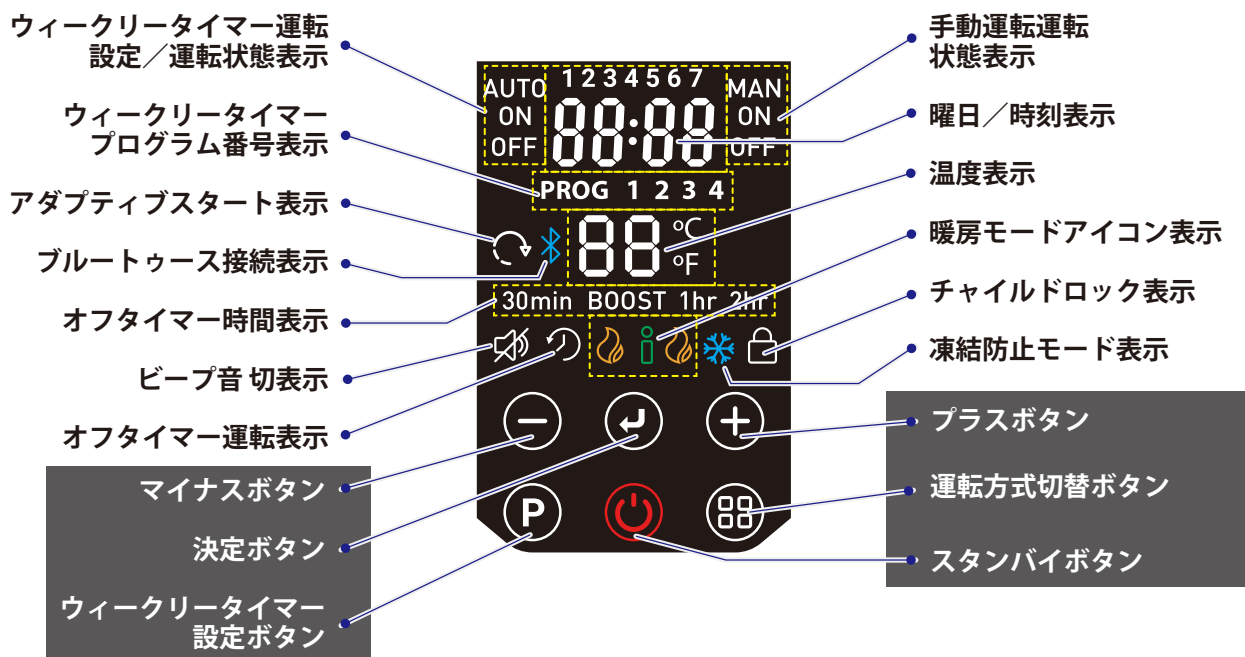 ウィークリータイマー運転
設定／運転状態表示
ウィークリータイマー
プログラム番号表示
アダプティブスタート表示
ブルートゥース接続表示
オフタイマー時間表示
ビープ音 切表示
オフタイマー運転表示
マイナスボタン
決定ボタン
ウィークリータイマー
設定ボタン
AUTO
ON
OFF
1 2 3 4 5 6 7
88:88
MAN
ON
OFF
PROG 1 2 3 4
88
°C
°F
30min BOOST 1hr 2hr
P
手動運転運転
状態表示
曜日／時刻表示
温度表示
暖房モードアイコン表示
チャイルドロック表示
凍結防止モード表示
プラスボタン
運転方式切替ボタン
スタンバイボタン